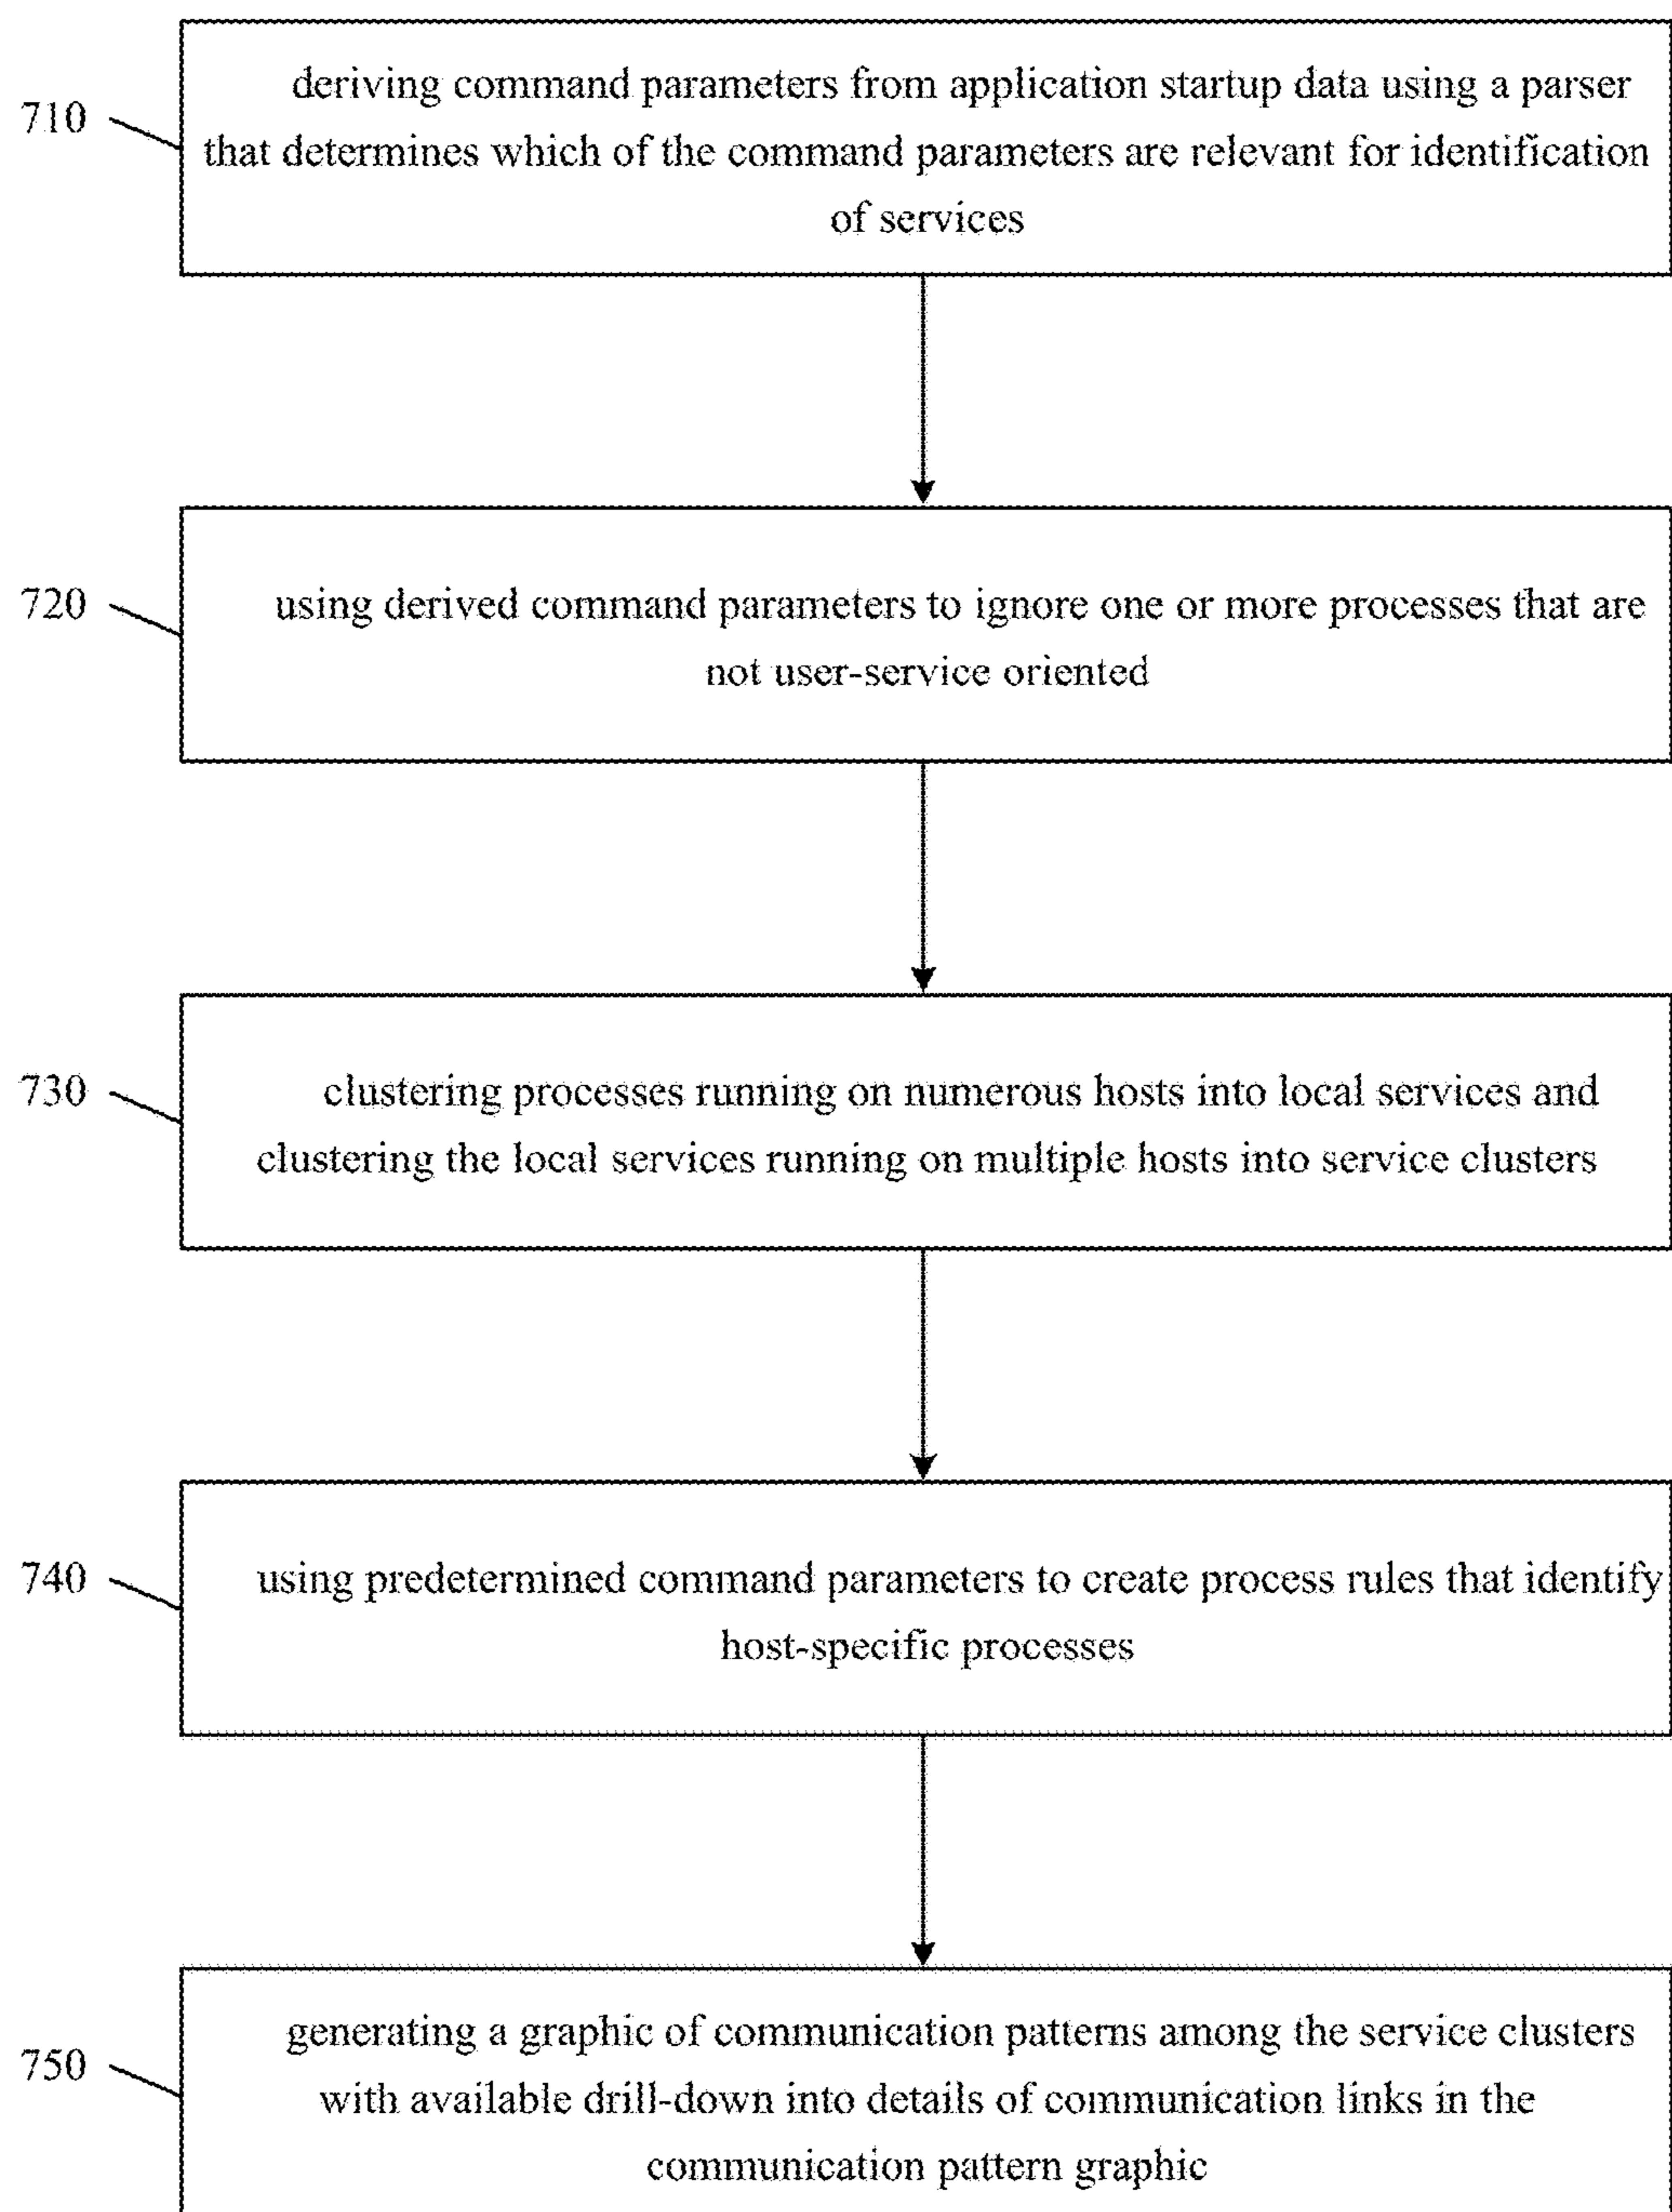 710
deriving command parameters from application startup data using a parser
that determines which of the command parameters are relevant for identification
of services
720
using derived command parameters to ignore one or more processes that are
not user-service oriented
730
clustering processes running on numerous hosts into local services and
clustering the local services running on multiple hosts into service clusters
740
using predetermined command parameters to create process rules that identify
host-specific processes
750
generating a graphic of communication patterns among the service clusters
with available drill-down into details of communication links in the
communication pattern graphic